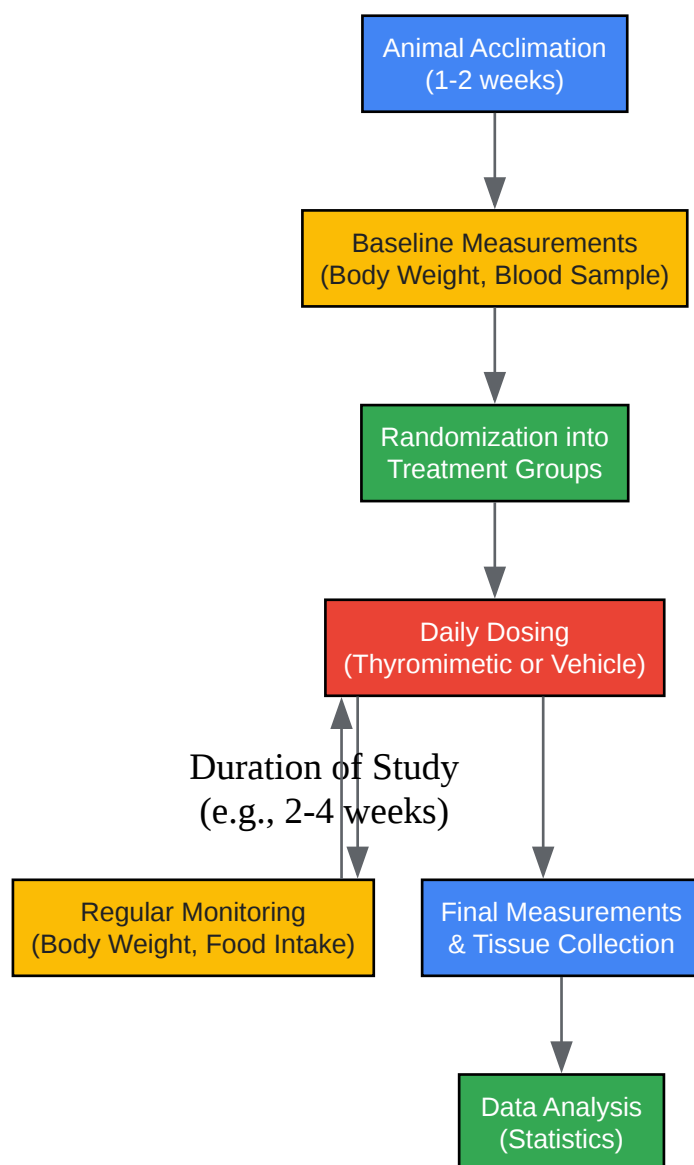 Animal Acclimation
(1-2 weeks)
Baseline Measurements
(Body Weight, Blood Sample)
Randomization into
Treatment Groups
Daily Dosing
(Thyromimetic or Vehicle)
Duration of Study
(e.g., 2-4 weeks)
Regular Monitoring
(Body Weight, Food Intake)
Final Measurements
& Tissue Collection
Data Analysis
(Statistics)